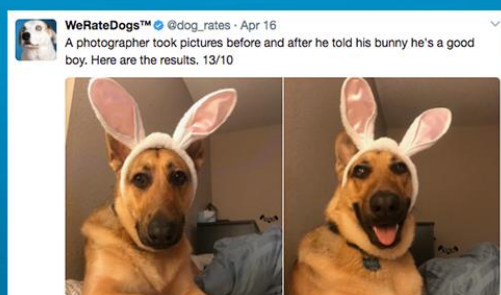 WeRateDogs™ @dog_rates · Apr 16
A photographer took pictures before and after he told his bunny he's a good
boy. Here are the results. 13/10